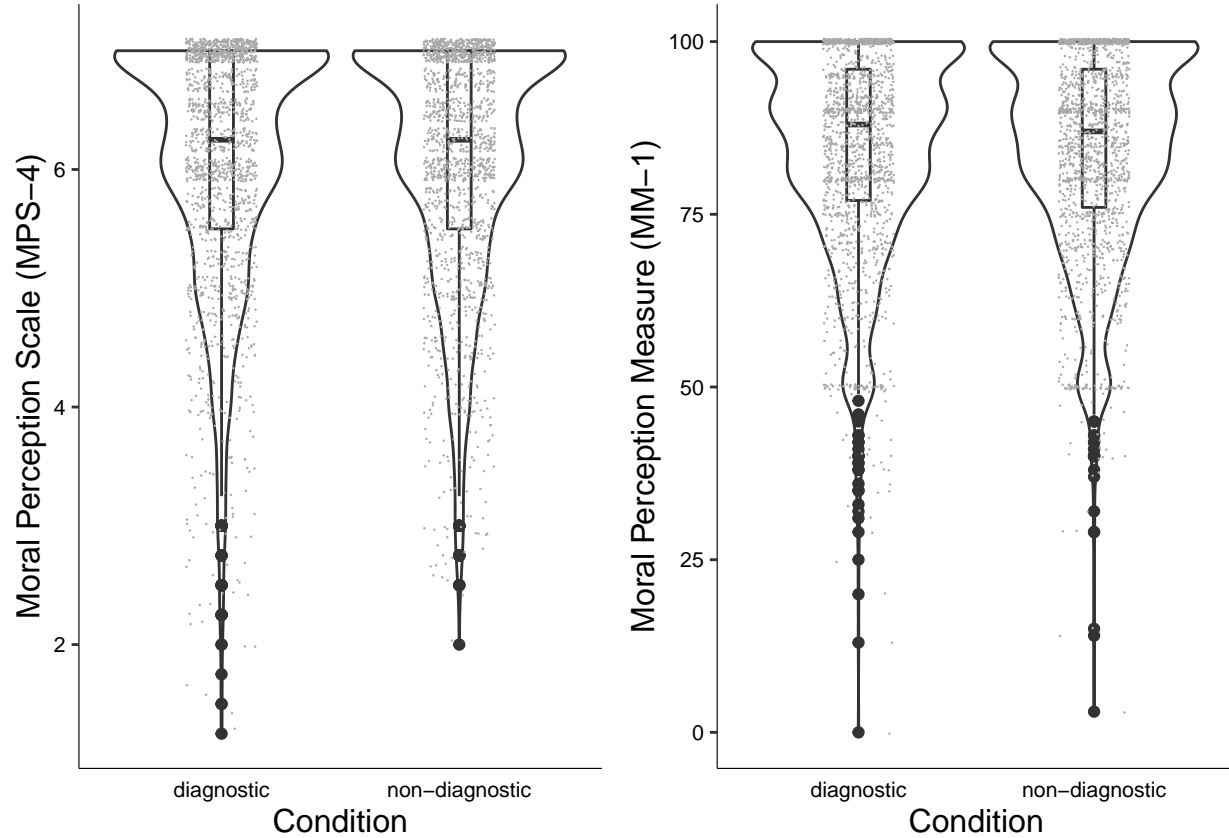 Moral Perception Scale (MPS−4)
6
4
2
diagnostic
non−diagnostic
Condition
Moral Perception Measure (MM−1)
100
75
50
25
0
diagnostic
non−diagnostic
Condition